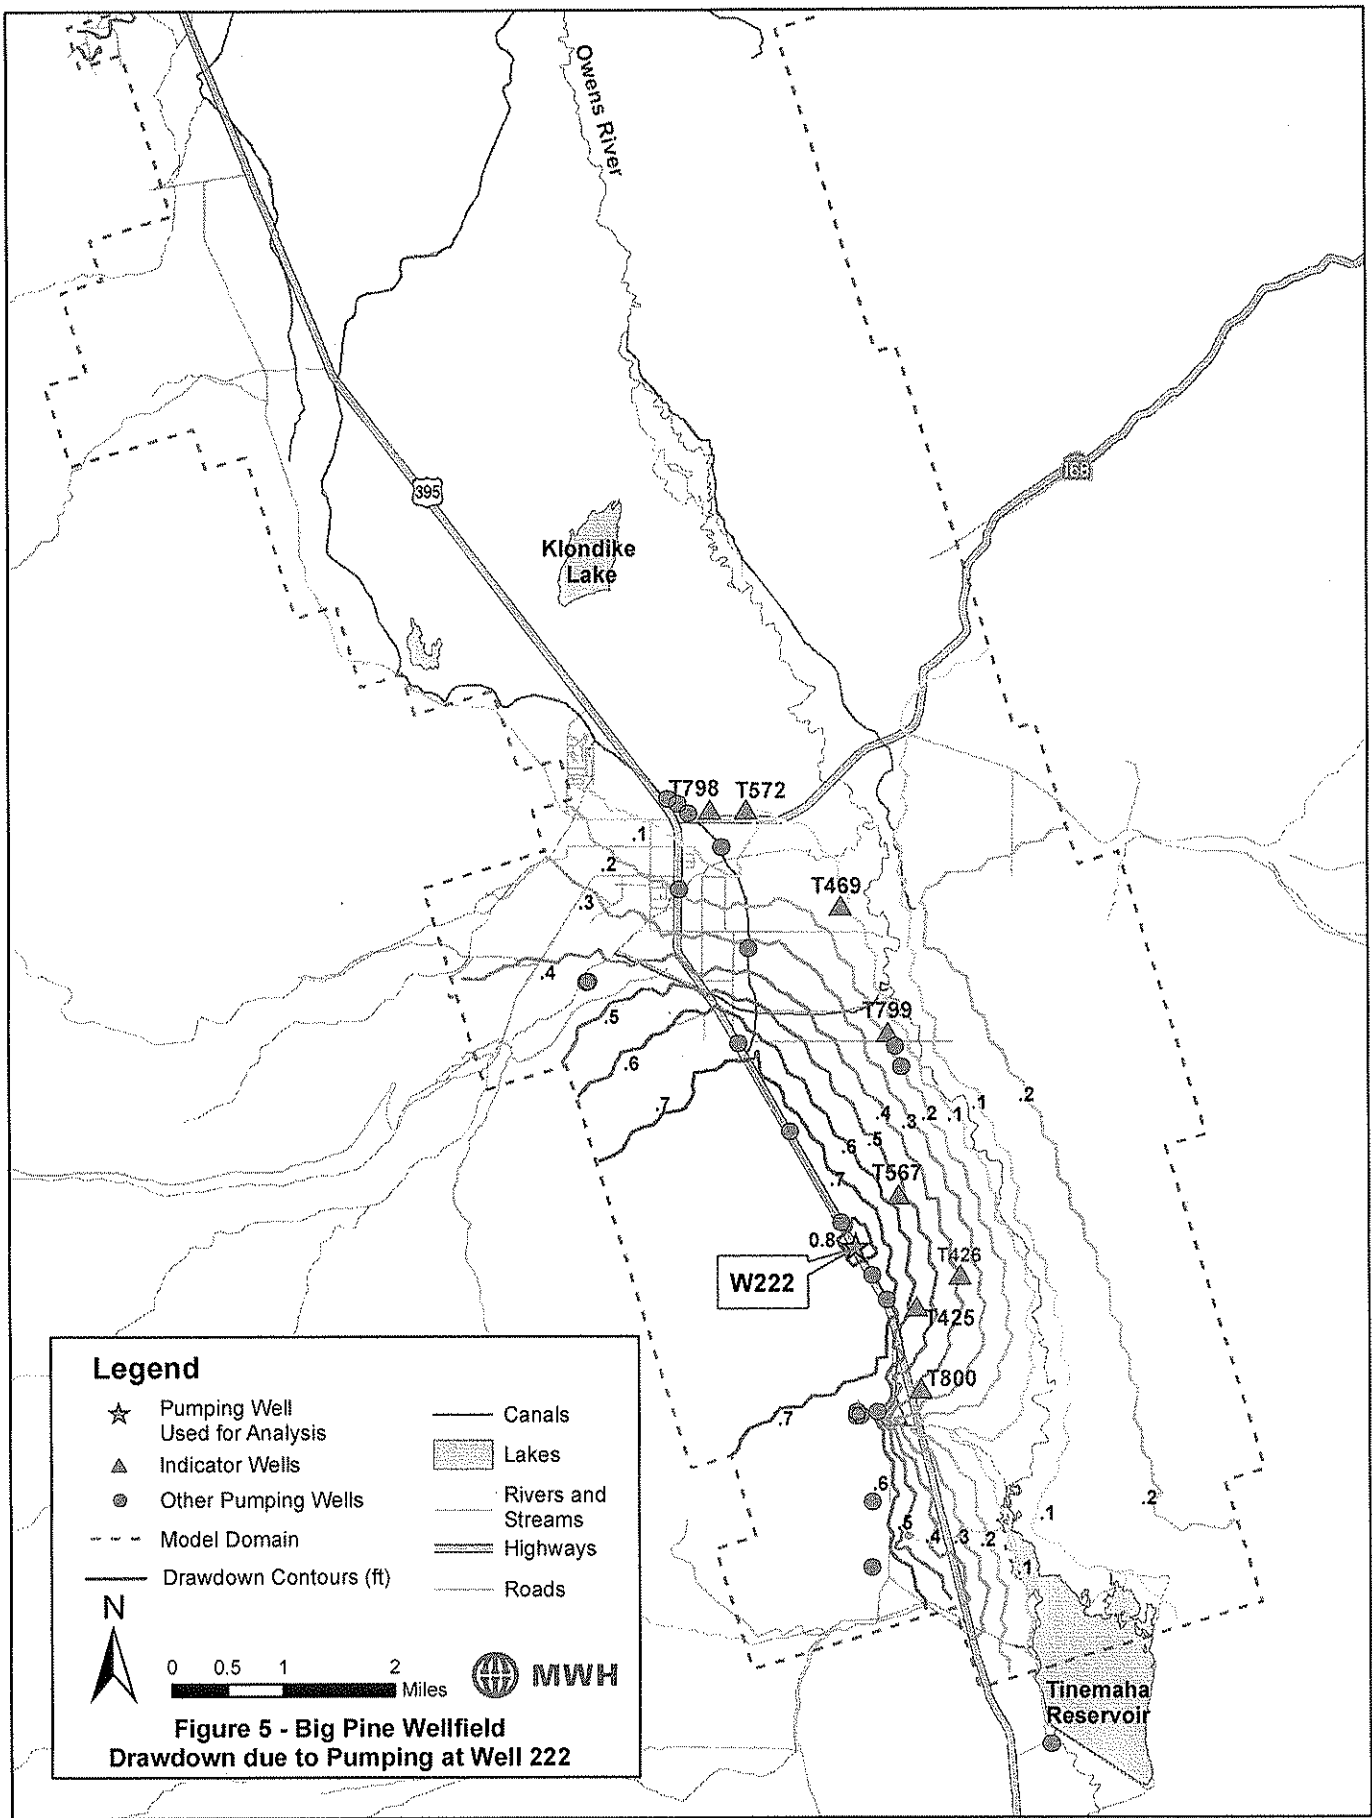 Owens River
168
395
Klondike
Lake
T798
T572
.1
.2
T469
.3
.4
T799
.5
.6
.7
.4
.3
.2
.1
.1
.2
.5
.6
.7
T567
0.8
T426
W222
T425
T800
.7
.6
.5
.4
.3
.2
.1
.1
.2
Tinemaha
Reservoir
Legend
Pumping Well
Used for Analysis
Indicator Wells
Other Pumping Wells
Model Domain
Drawdown Contours (ft)
Canals
Lakes
Rivers and
Streams
Highways
Roads
N
0 0.5 1 2
Miles
MWH
Figure 5 - Big Pine Wellfield
Drawdown due to Pumping at Well 222